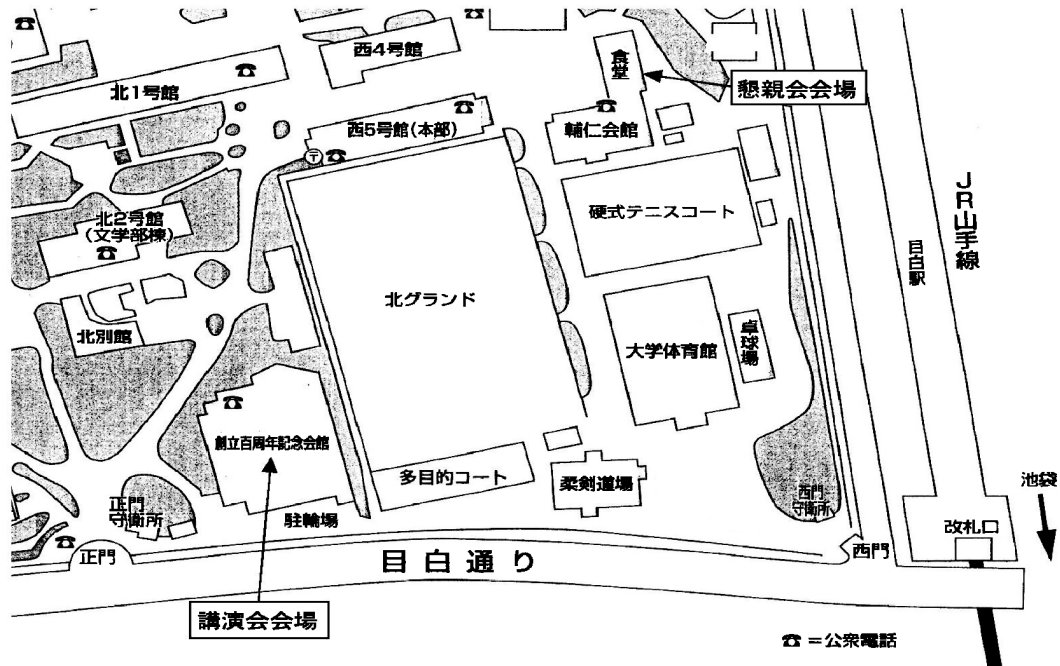 西4号館
食堂
懇親会会場
北1号館
西5号館(本部)
輔仁会館
〒
硬式テニスコート
JR山手線
目白駅
北2号館
(文学部棟)
北グランド
北別館
大学体育館
卓球場
創立百周年記念会館
多目的コート
柔剣道場
正門
守衛所
西門
守衛所
池袋
駐輪場
改札口
正門
目白通り
西門
講演会会場
☎=公衆電話